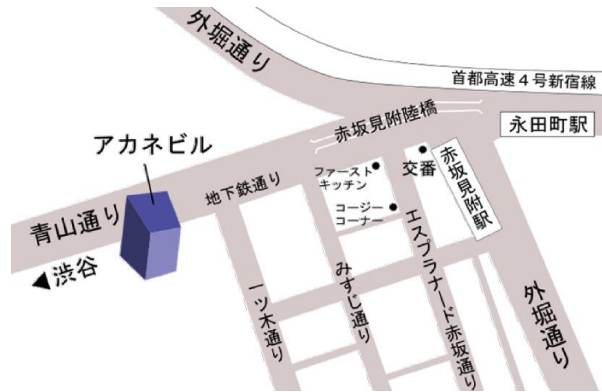 外堀通り
首都高速4号新宿線
赤坂見附陸橋
永田町駅
アカネビル
地下鉄通り
ファースト
キッチン
交番
赤坂見附駅
コージー
コーナー
青山通り
◀渋谷
一ツ木通り
みすじ通り
エスプラナード赤坂通り
外堀通り